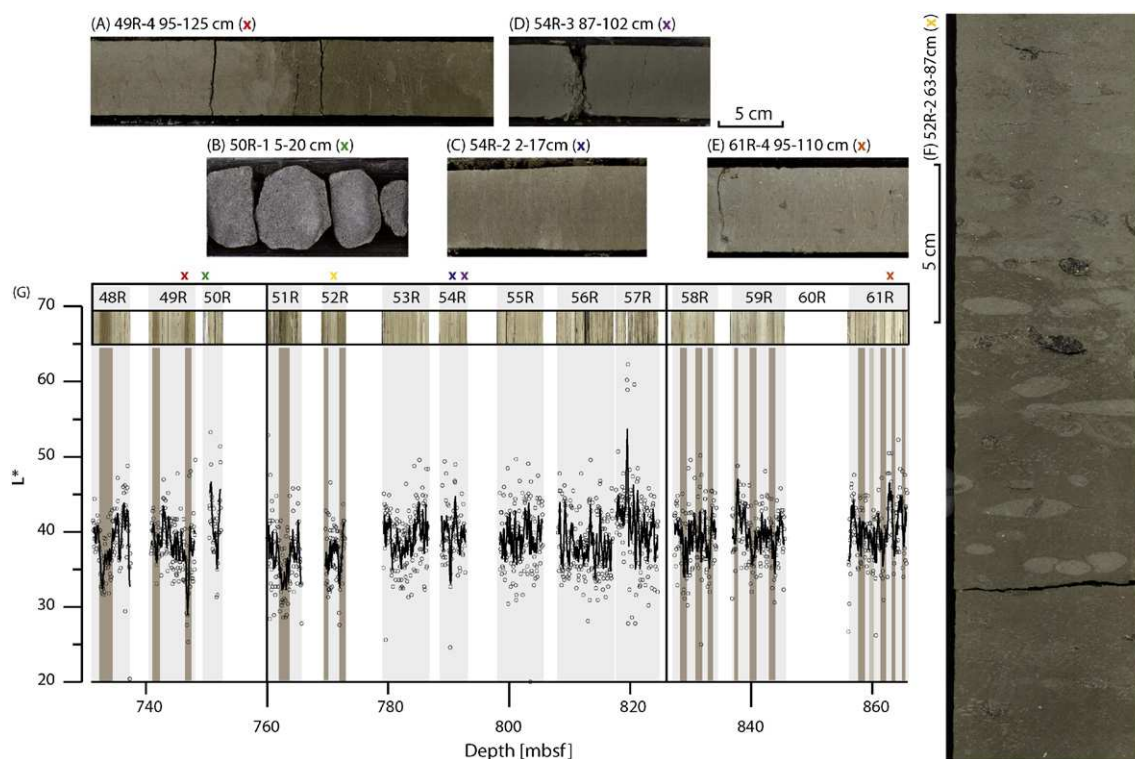 (A) 49R-4 95-125 cm (x)
(D) 54R-3 87-102 cm (x)
5 cm
(B) 50R-1 5-20 cm (x)
(C) 54R-2 2-17cm (x)
(E) 61R-4 95-110 cm (x)
(F) 52R-2 63-87cm (x)
5 cm
x x x x x x
(G)
48R 49R 50R 51R 52R 53R 54R 55R 56R 57R 58R 59R 60R 61R
70
60
50
40
30
20
L*
740 760 780 800 820 840 860
Depth [mbsf]